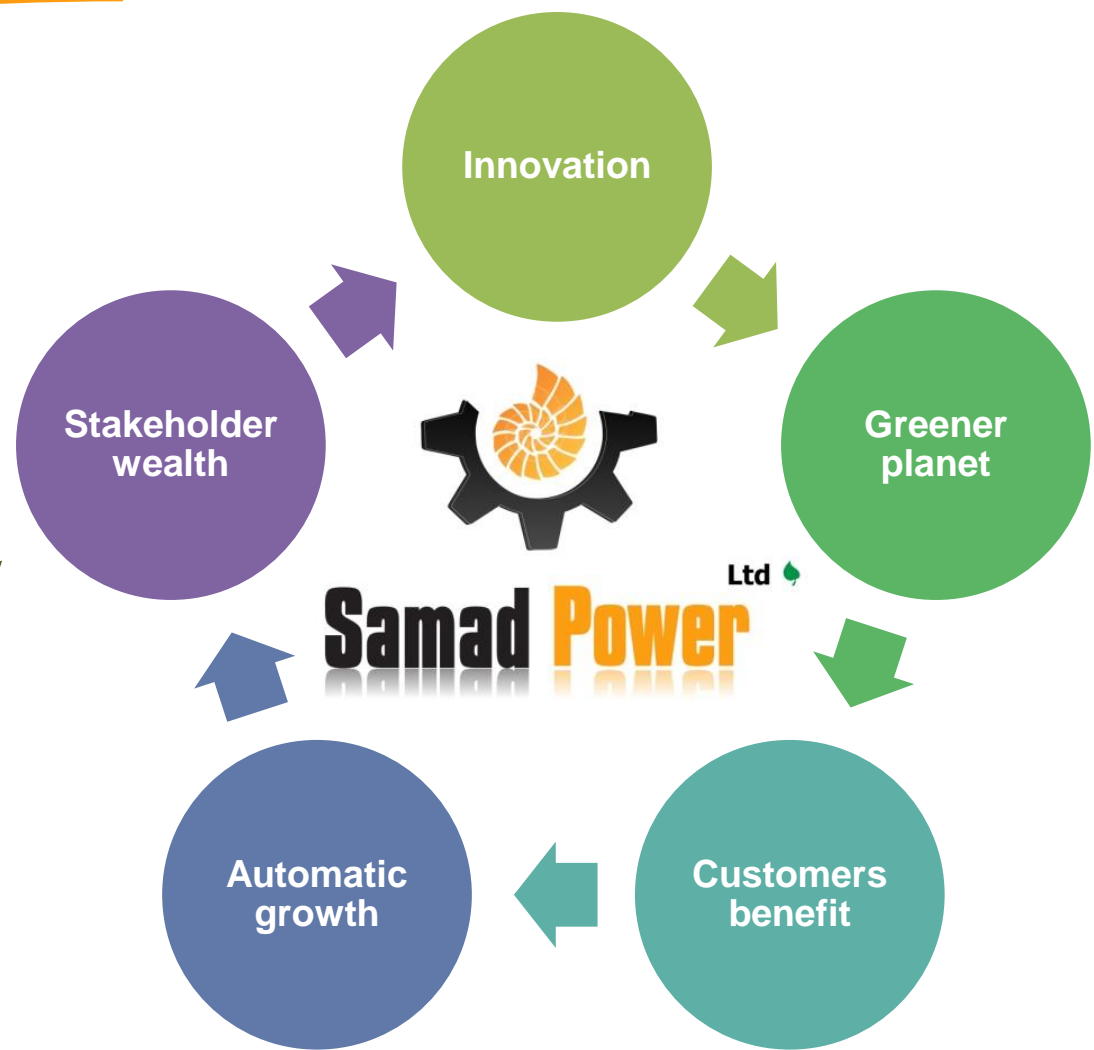 Innovation
Stakeholder
wealth
Greener
planet
Ltd
Samad Power
Automatic
growth
Customers
benefit